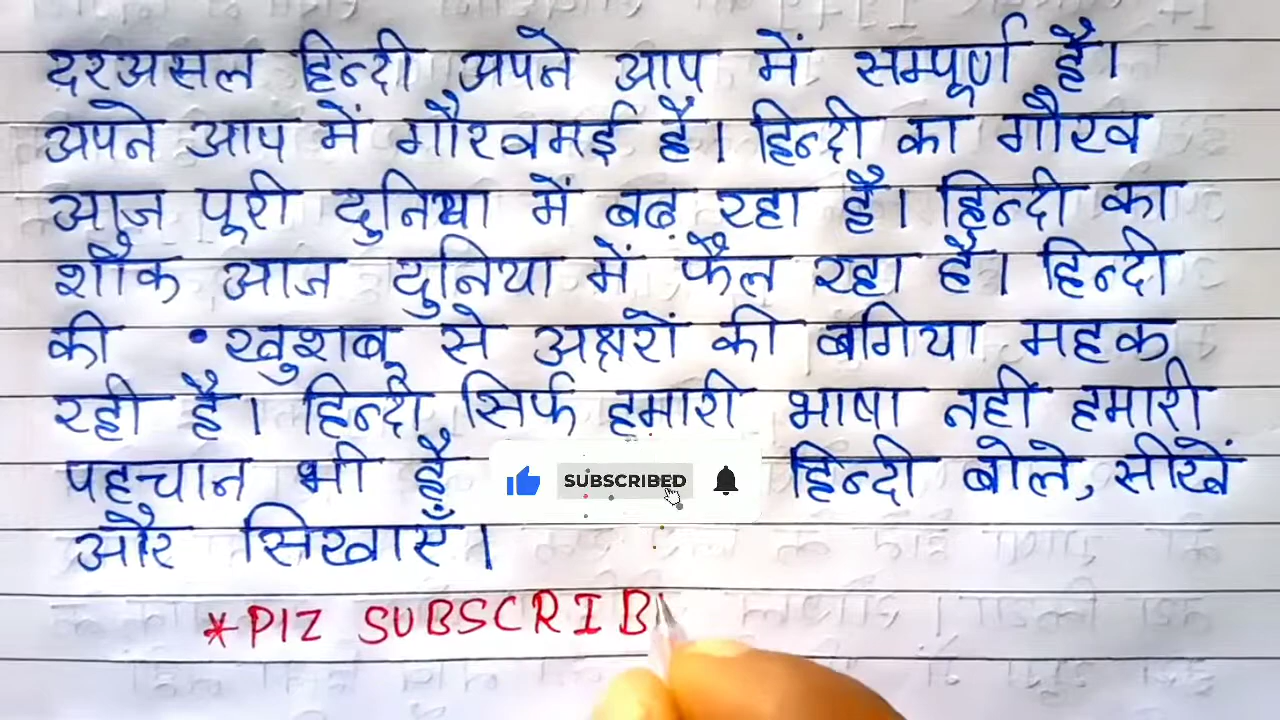 दरअसल हिन्दी अपने आप में सम्पूर्ण है।
अपने आप में गौरवमई है। हिन्दी का गौरव
आज पूरी दुनिया में बढ़ रहा है। हिन्दी का
शौक आज दुनिया में फैल रहा है। हिन्दी
की खुशबू से अक्षरों की बगिया महक
रही है। हिन्दी सिर्फ हमारी भाषा नहीं हमारी
पहचान भी है हिन्दी बोले, सीखें
SUBSCRIBED
और सिखाएँ।
*PIZ SUBSCRIB